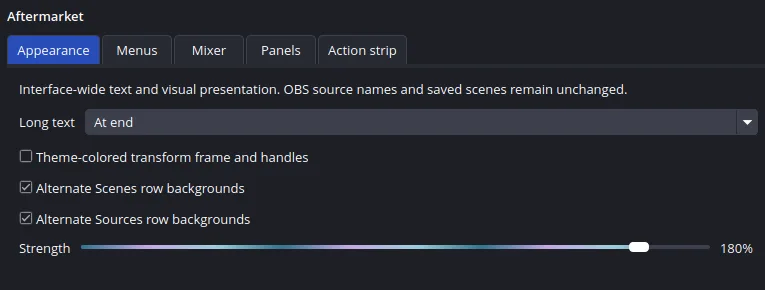 Aftermarket
Appearance Menus Mixer Panels Action strip
Interface-wide text and visual presentation. OBS source names and saved scenes remain unchanged.
Long text At end
Theme-colored transform frame and handles
Alternate Scenes row backgrounds
Alternate Sources row backgrounds
Strength 180%